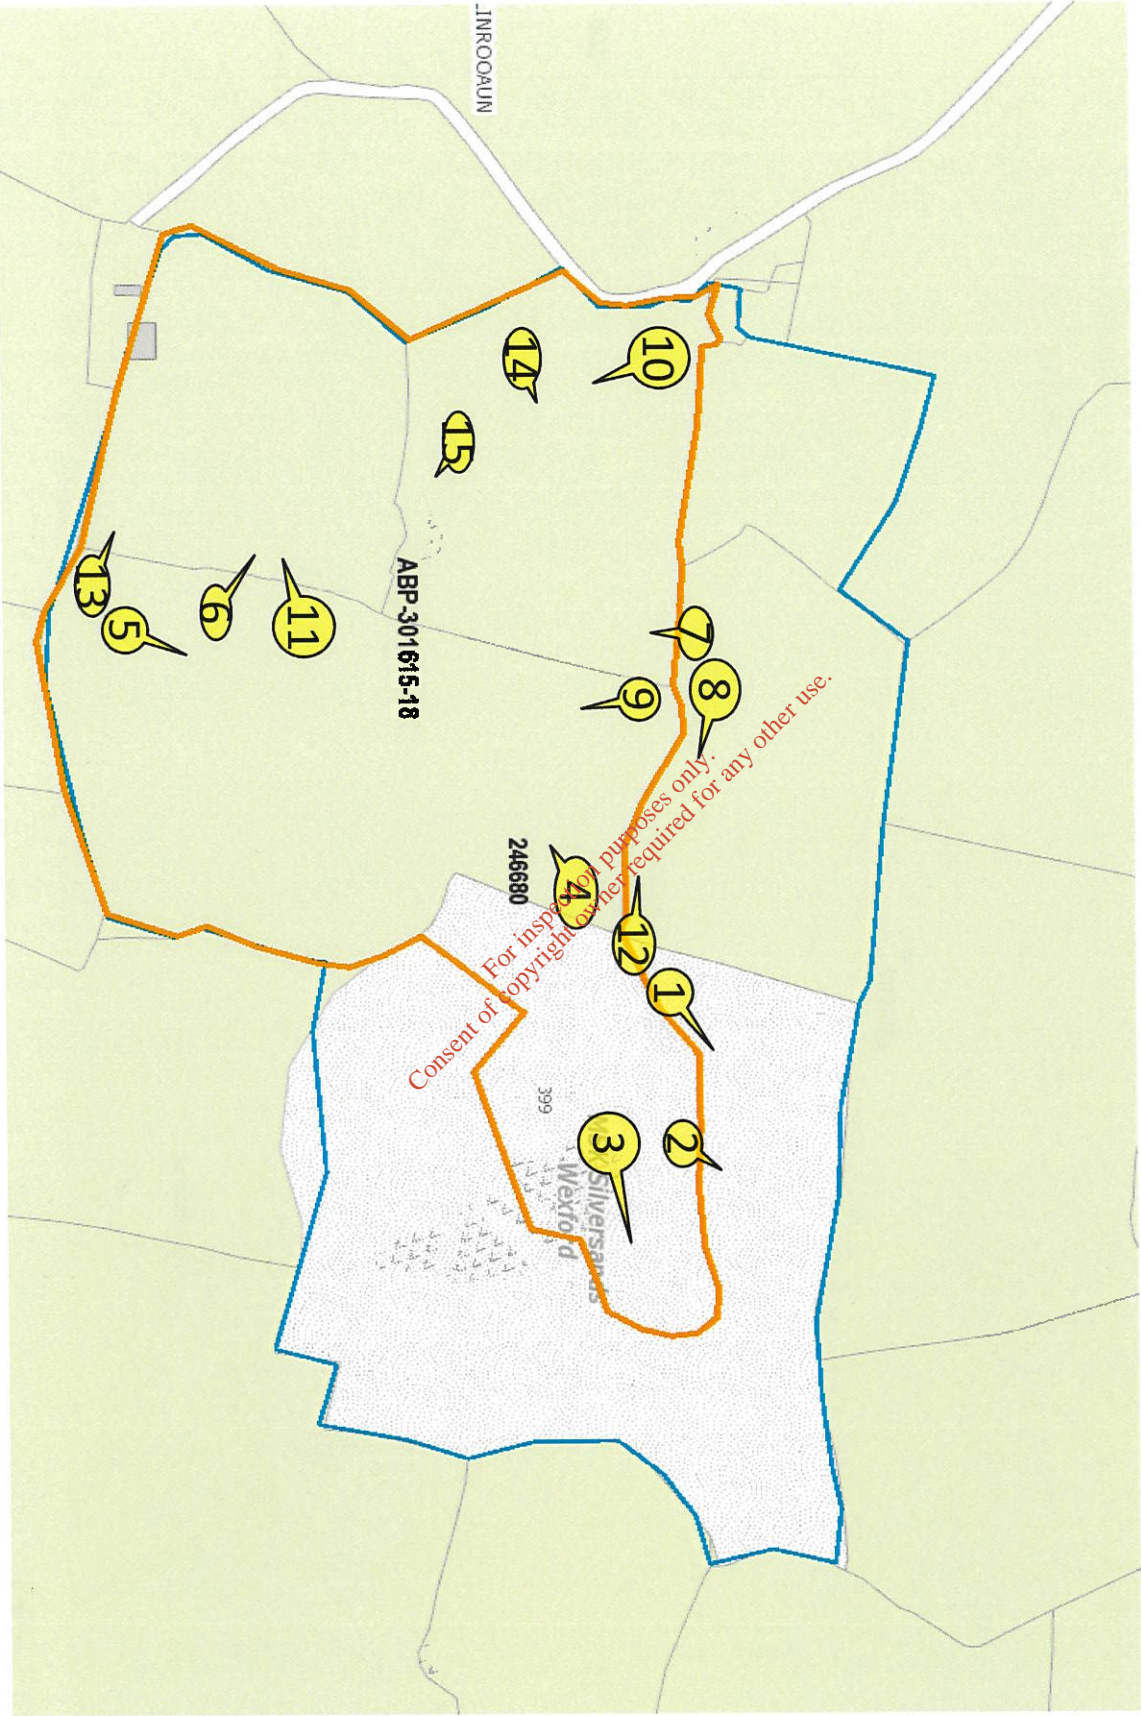 LINROOAUN
10
14
15
ABP-301615-18
13
5
6
11
7
8
9
246680
4
12
1
2
3
399
M&K Silversands
Wexford
For inspection purposes only.
Consent of copyright owner required for any other use.